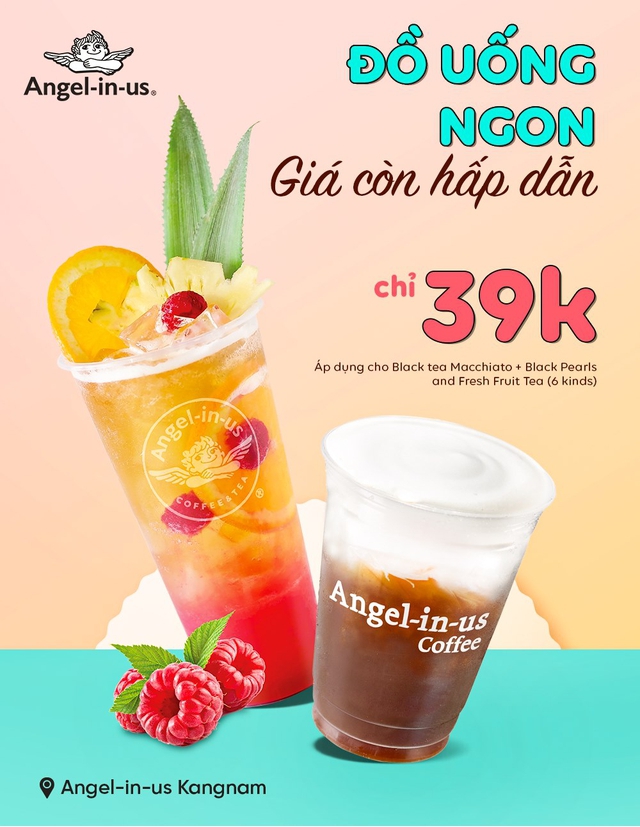 Angel-in-us®
ĐỒ UỐNG
NGON
Giá còn hấp dẫn
chỉ 39k
Áp dụng cho Black tea Macchiato + Black Pearls
and Fresh Fruit Tea (6 kinds)
Angel-in-us
COFFEE & TEA
®
Angel-in-us
Coffee
Angel-in-us Kangnam